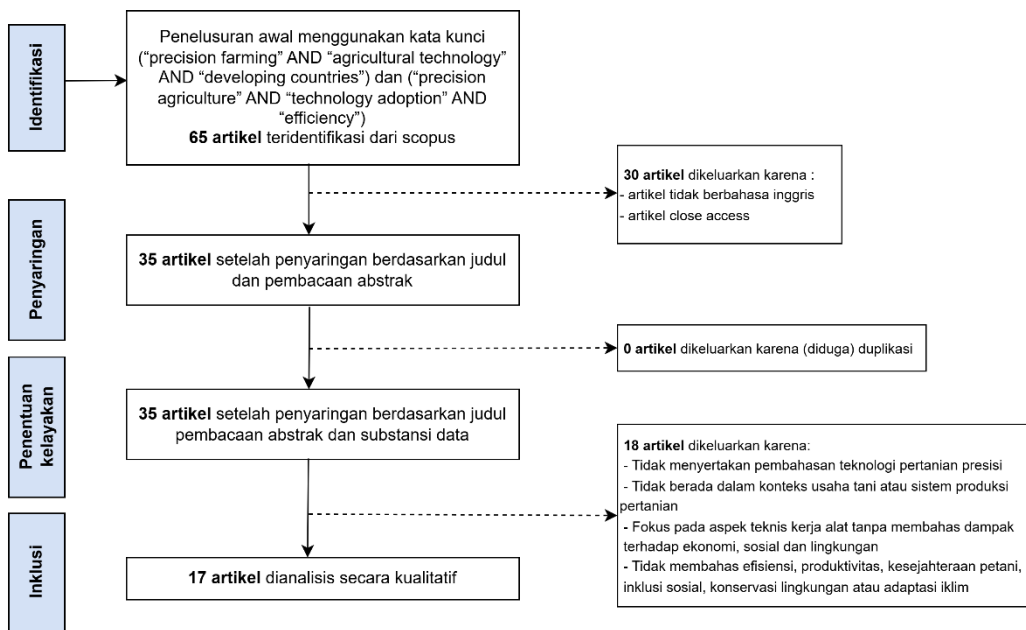 Identifikasi
Penelusuran awal menggunakan kata kunci
(“precision farming” AND “agricultural technology”
AND “developing countries”) dan (“precision
agriculture” AND “technology adoption” AND
“efficiency”)
65 artikel teridentifikasi dari scopus
30 artikel dikeluarkan karena :
- artikel tidak berbahasa inggris
- artikel close access
Penyaringan
35 artikel setelah penyaringan berdasarkan judul
dan pembacaan abstrak
0 artikel dikeluarkan karena (diduga) duplikasi
Penentuan
kelayakan
35 artikel setelah penyaringan berdasarkan judul
pembacaan abstrak dan substansi data
18 artikel dikeluarkan karena:
- Tidak menyertakan pembahasan teknologi pertanian presisi
- Tidak berada dalam konteks usaha tani atau sistem produksi
pertanian
- Fokus pada aspek teknis kerja alat tanpa membahas dampak
terhadap ekonomi, sosial dan lingkungan
- Tidak membahas efisiensi, produktivitas, kesejahteraan petani,
inklusi sosial, konservasi lingkungan atau adaptasi iklim
Inklusi
17 artikel dianalisis secara kualitatif